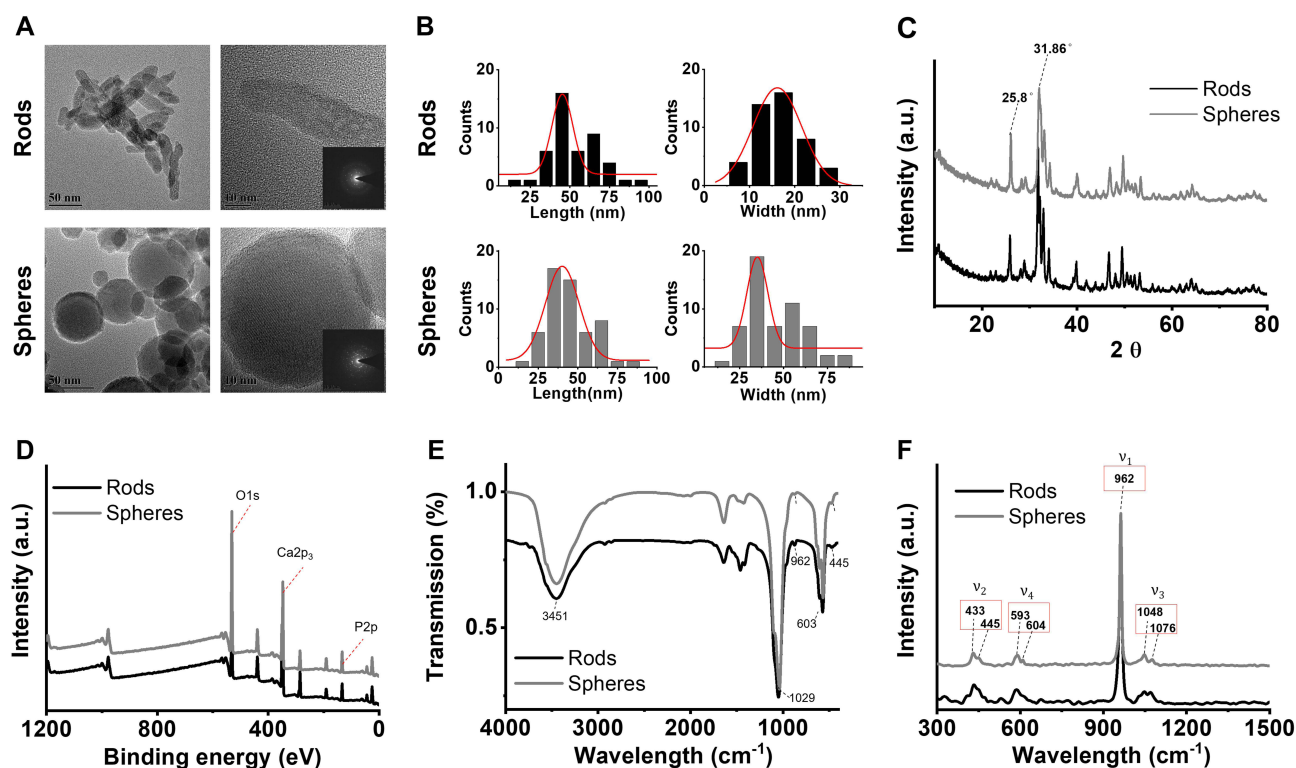 A
B
C
Rods
50 nm
10 nm
Spheres
50 nm
10 nm
Rods
20
10
0
Counts
0 25 50 75 100
Length (nm)
20
10
0
Counts
0 10 20 30
Width (nm)
Spheres
20
10
0
Counts
0 25 50 75 100
Length(nm)
20
10
0
Counts
25 50 75
Width (nm)
31.86°
25.8°
Rods
Spheres
Intensity (a.u.)
20 40 60 80
2 θ
D
E
F
Rods
Spheres
O1s
Ca2p3
P2p
Intensity (a.u.)
1200 800 400 0
Binding energy (eV)
1.0
0.5
Transmission (%)
962
445
3451
603
1029
Rods
Spheres
4000 3000 2000 1000
Wavelength (cm-1)
ν1
962
Rods
Spheres
ν2
433
445
ν4
593
604
ν3
1048
1076
Intensity (a.u.)
300 600 900 1200 1500
Wavelength (cm-1)